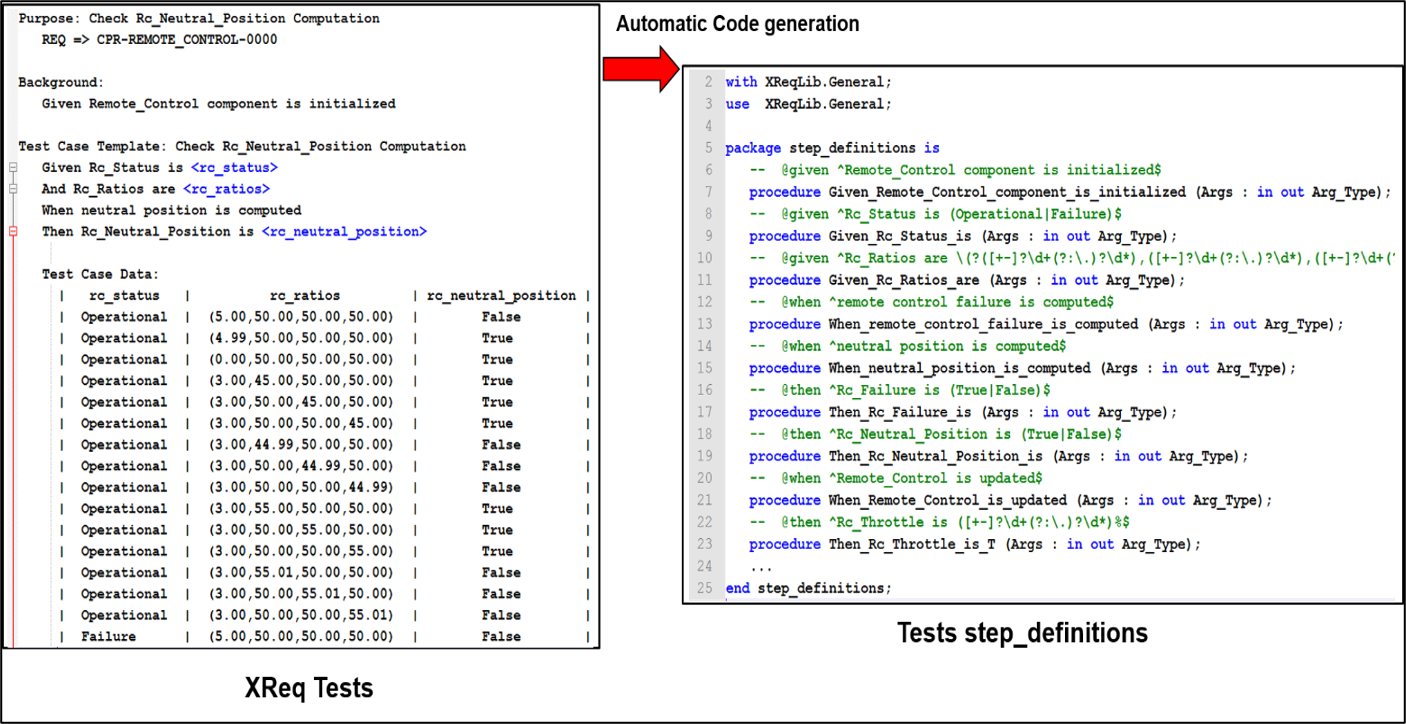 Purpose: Check Rc_Neutral_Position Computation
REQ => CPR-REMOTE_CONTROL-0000
Background:
Given Remote_Control component is initialized
Test Case Template: Check Rc_Neutral_Position Computation
Given Rc_Status is <rc_status>
And Rc_Ratios are <rc_ratios>
When neutral position is computed
Then Rc_Neutral_Position is <rc_neutral_position>
Test Case Data:
| rc_status | rc_ratios | rc_neutral_position |
| Operational | (5.00,50.00,50.00,50.00) | False |
| Operational | (4.99,50.00,50.00,50.00) | True |
| Operational | (0.00,50.00,50.00,50.00) | True |
| Operational | (3.00,45.00,50.00,50.00) | True |
| Operational | (3.00,50.00,45.00,50.00) | True |
| Operational | (3.00,50.00,50.00,45.00) | True |
| Operational | (3.00,44.99,50.00,50.00) | False |
| Operational | (3.00,50.00,44.99,50.00) | False |
| Operational | (3.00,50.00,50.00,44.99) | False |
| Operational | (3.00,55.00,50.00,50.00) | True |
| Operational | (3.00,50.00,55.00,50.00) | True |
| Operational | (3.00,50.00,50.00,55.00) | True |
| Operational | (3.00,55.01,50.00,50.00) | False |
| Operational | (3.00,50.00,55.01,50.00) | False |
| Operational | (3.00,50.00,50.00,55.01) | False |
| Failure | (5.00,50.00,50.00,50.00) | False |
XReq Tests
Automatic Code generation
2 with XReqLib.General;
3 use XReqLib.General;
4
5 package step_definitions is
6 -- @given ^Remote_Control component is initialized$
7 procedure Given_Remote_Control_component_is_initialized (Args : in out Arg_Type);
8 -- @given ^Rc_Status is (Operational|Failure)$
9 procedure Given_Rc_Status_is (Args : in out Arg_Type);
10 -- @given ^Rc_Ratios are \(?([+-]?\d+(?:\.)?\d*),([+-]?\d+(?:\.)?\d*),([+-]?\d+(?
11 procedure Given_Rc_Ratios_are (Args : in out Arg_Type);
12 -- @when ^remote control failure is computed$
13 procedure When_remote_control_failure_is_computed (Args : in out Arg_Type);
14 -- @when ^neutral position is computed$
15 procedure When_neutral_position_is_computed (Args : in out Arg_Type);
16 -- @then ^Rc_Failure is (True|False)$
17 procedure Then_Rc_Failure_is (Args : in out Arg_Type);
18 -- @then ^Rc_Neutral_Position is (True|False)$
19 procedure Then_Rc_Neutral_Position_is (Args : in out Arg_Type);
20 -- @when ^Remote_Control is updated$
21 procedure When_Remote_Control_is_updated (Args : in out Arg_Type);
22 -- @then ^Rc_Throttle is ([+-]?\d+(?:\.)?\d*)%$
23 procedure Then_Rc_Throttle_is_T (Args : in out Arg_Type);
24 ...
25 end step_definitions;
Tests step_definitions